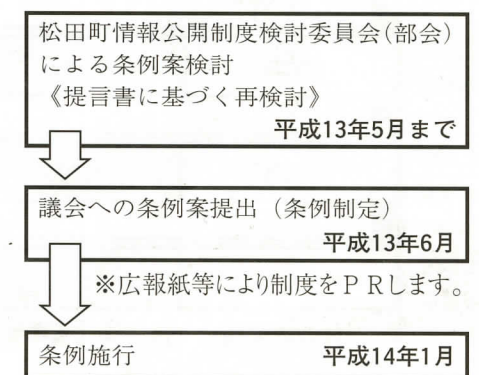 松田町情報公開制度検討委員会(部会)
による条例案検討
《提言書に基づく再検討》
平成13年5月まで
議会への条例案提出（条例制定）
平成13年6月
※広報紙等により制度をＰＲします。
条例施行 平成14年1月